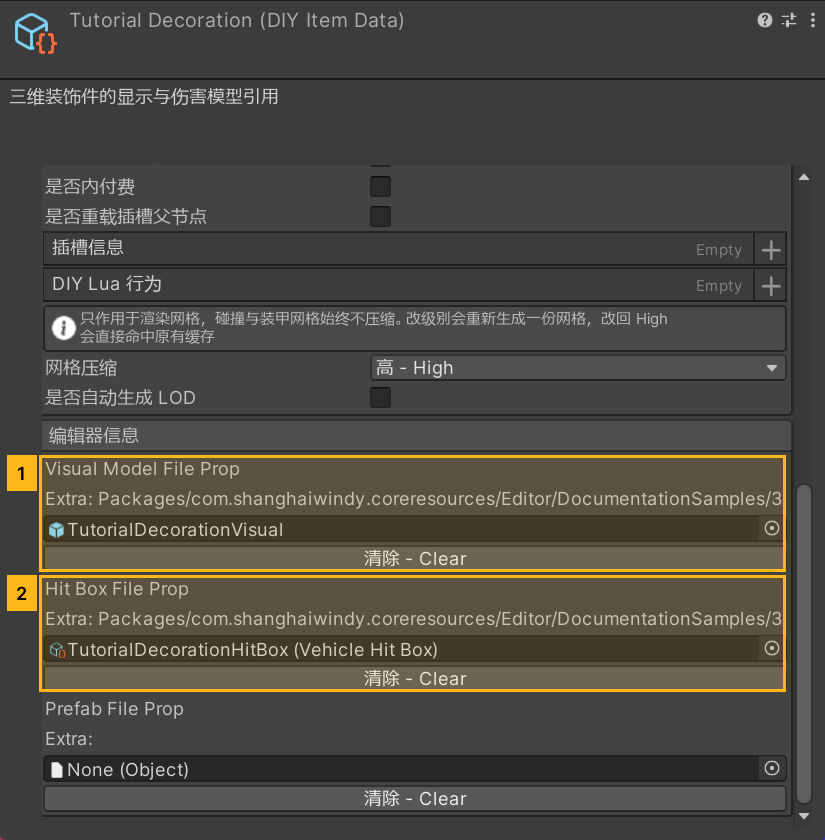 Tutorial Decoration (DIY Item Data)
三维装饰件的显示与伤害模型引用
是否内付费
是否重载插槽父节点
插槽信息 Empty
DIY Lua 行为 Empty
只作用于渲染网格，碰撞与装甲网格始终不压缩。改级别会重新生成一份网格，改回 High
会直接命中原有缓存
网格压缩 高 - High
是否自动生成 LOD
编辑器信息
1 Visual Model File Prop
Extra: Packages/com.shanghaiwindy.coreresources/Editor/DocumentationSamples/3
TutorialDecorationVisual
清除 - Clear
2 Hit Box File Prop
Extra: Packages/com.shanghaiwindy.coreresources/Editor/DocumentationSamples/3
TutorialDecorationHitBox (Vehicle Hit Box)
清除 - Clear
Prefab File Prop
Extra:
None (Object)
清除 - Clear